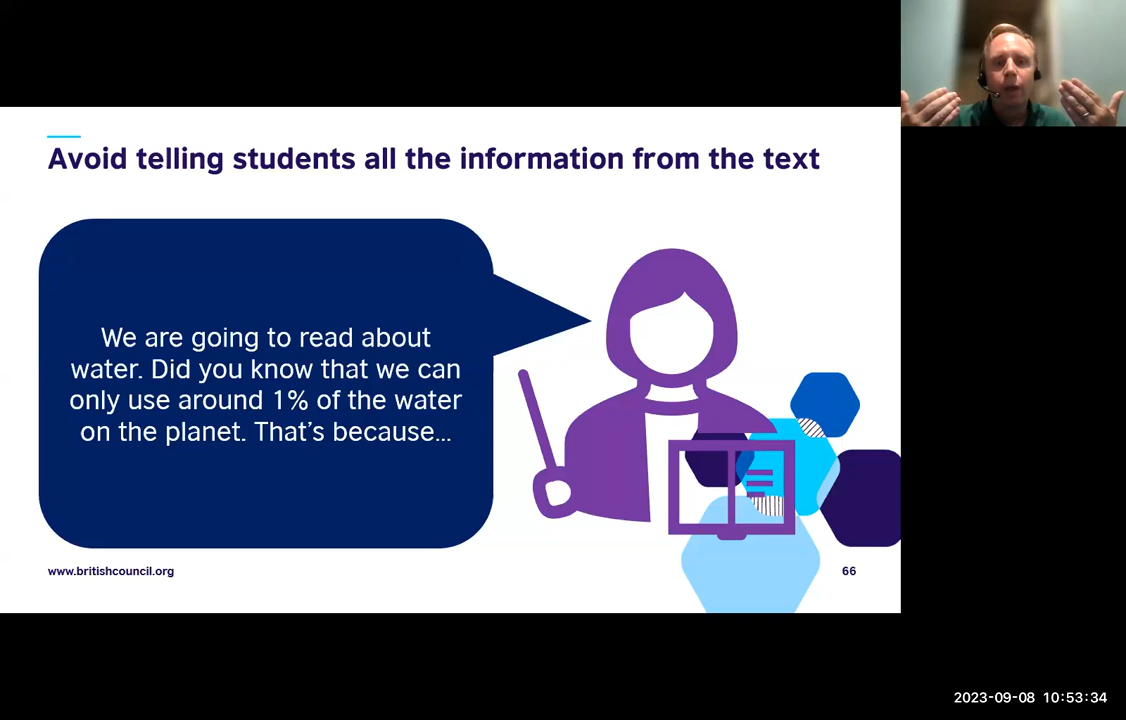 Avoid telling students all the information from the text
We are going to read about
water. Did you know that we can
only use around 1% of the water
on the planet. That's because...
www.britishcouncil.org
66
2023-09-08 10:53:34